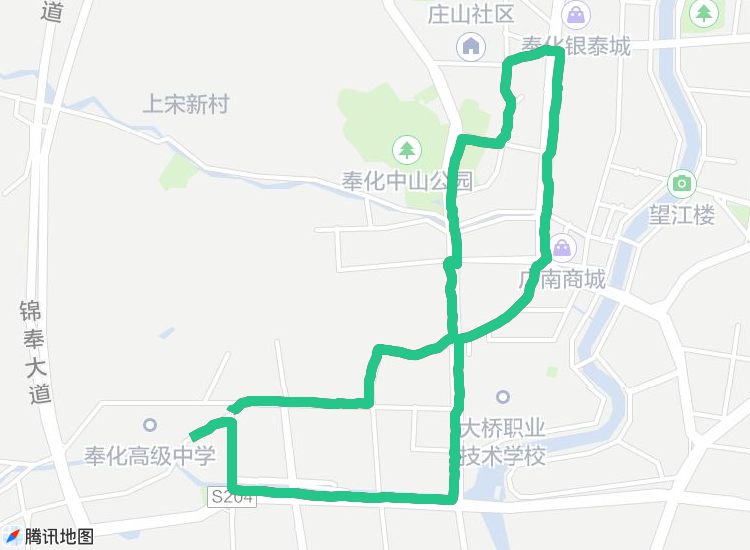 道
庄山社区
奉化银泰城
上宋新村
奉化中山公园
望江楼
广南商城
锦奉大道
大桥职业
技术学校
奉化高级中学
S204
腾讯地图